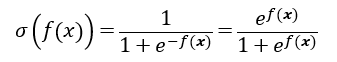 σ(f(x)) = 1 / (1 + e^{-f(x)}) = e^{f(x)} / (1 + e^{f(x)})